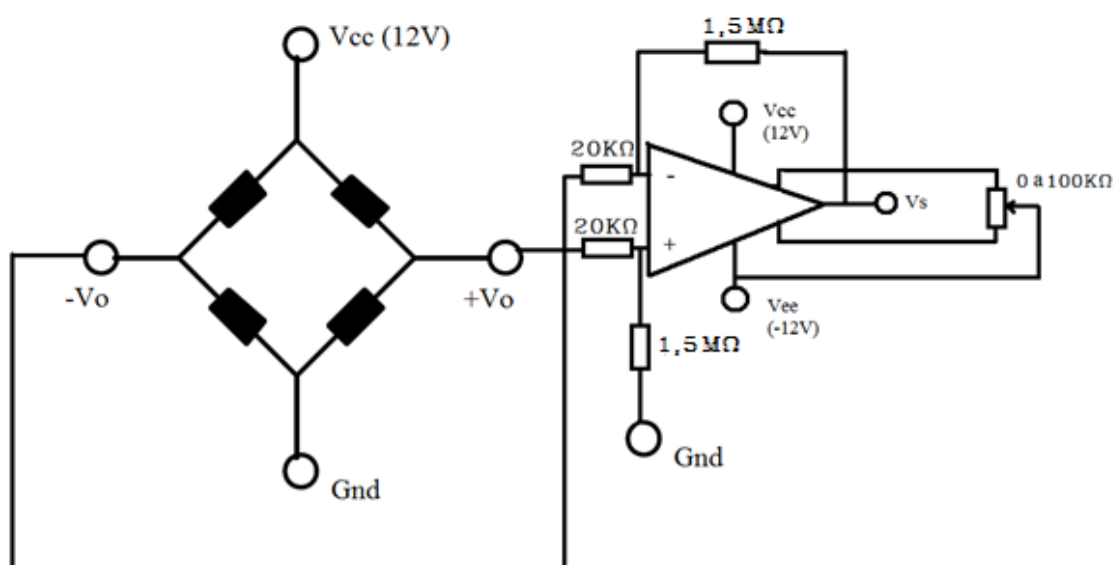 Vcc (12V)
-Vo
+Vo
Gnd
1,5MΩ
Vcc
(12V)
20KΩ
-
0 a 100KΩ
Vs
20KΩ
+
Vee
(-12V)
1,5MΩ
Gnd